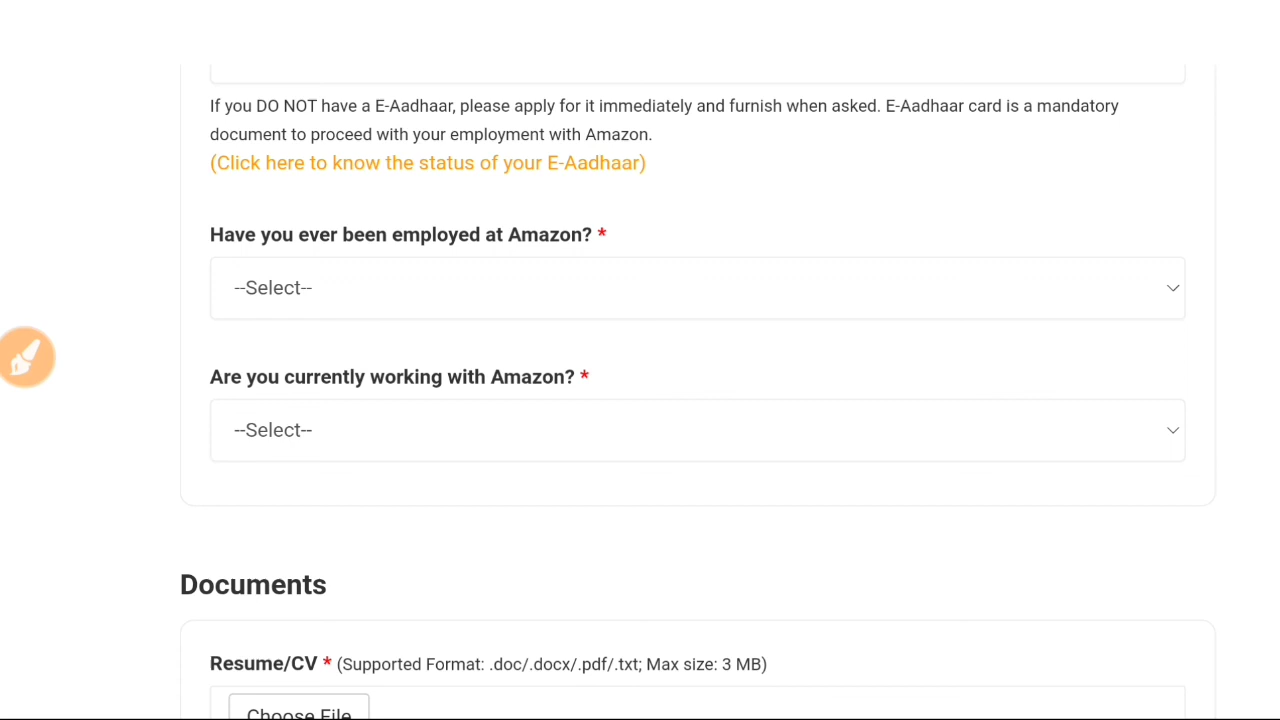 If you DO NOT have a E-Aadhaar, please apply for it immediately and furnish when asked. E-Aadhaar card is a mandatory
document to proceed with your employment with Amazon.
(Click here to know the status of your E-Aadhaar)
Have you ever been employed at Amazon? *
--Select--
Are you currently working with Amazon? *
--Select--
Documents
Resume/CV * (Supported Format: .doc/.docx/.pdf/.txt; Max size: 3 MB)
Choose File